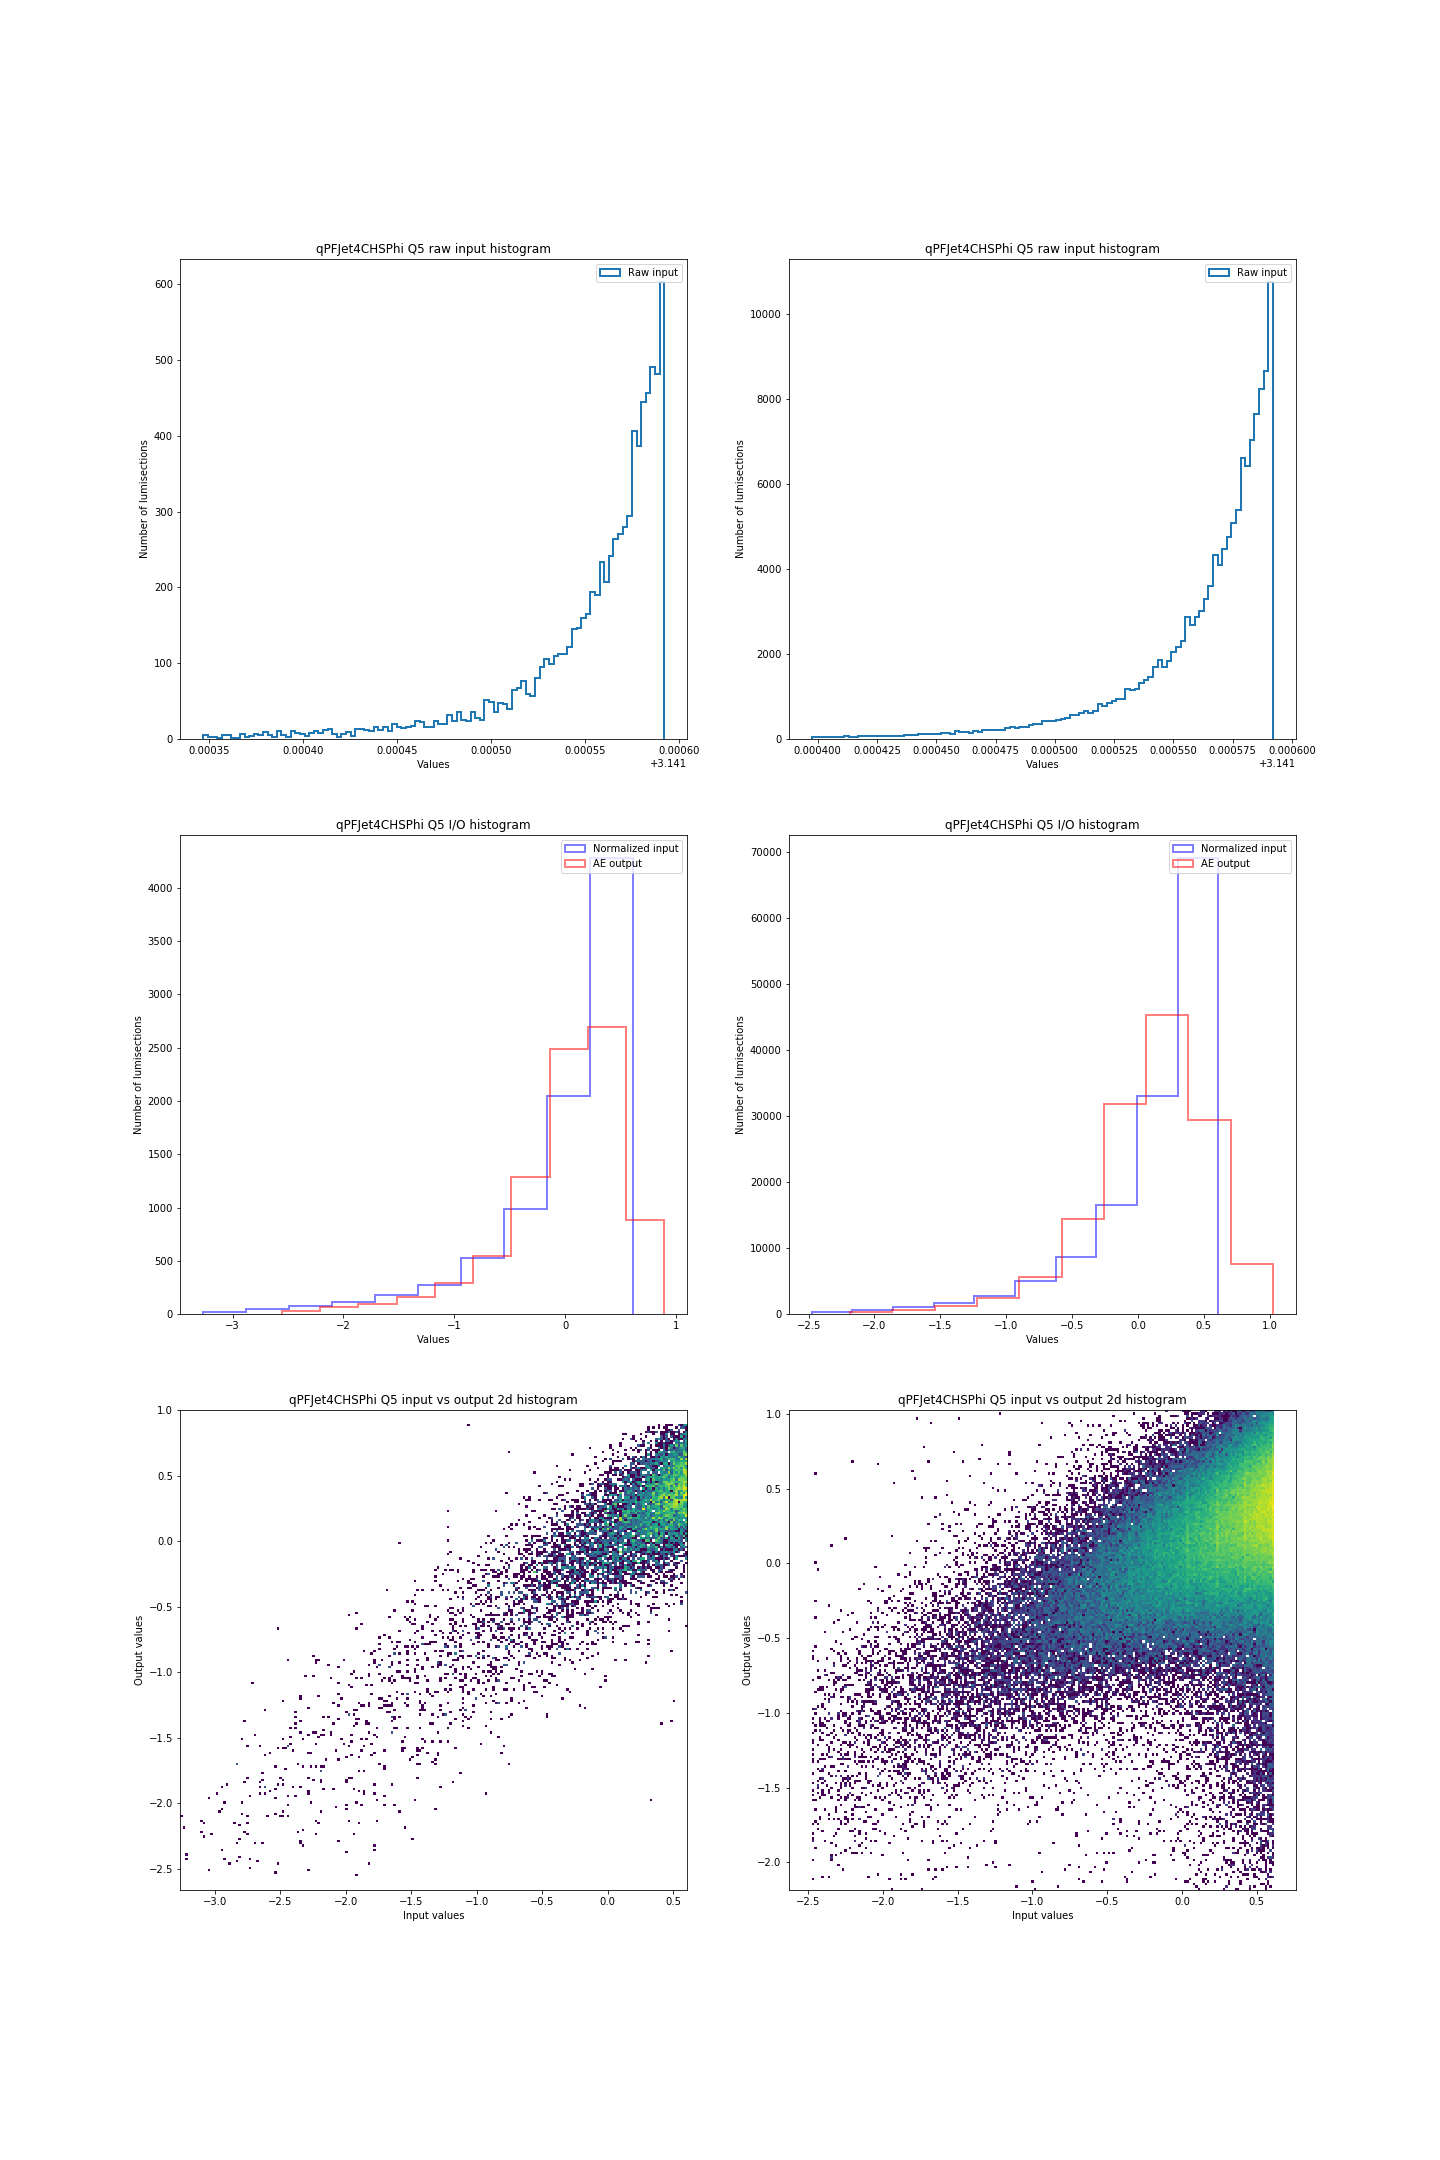 qPFJet4CHSPhi Q5 raw input histogram
Raw input
600
500
400
300
200
100
0
Number of lumisections
0.00035 0.00040 0.00045 0.00050 0.00055 0.00060
+3.141
Values
qPFJet4CHSPhi Q5 raw input histogram
Raw input
10000
8000
6000
4000
2000
0
Number of lumisections
0.000400 0.000425 0.000450 0.000475 0.000500 0.000525 0.000550 0.000575 0.000600
+3.141
Values
qPFJet4CHSPhi Q5 I/O histogram
Normalized input
AE output
4000
3500
3000
2500
2000
1500
1000
500
0
Number of lumisections
−3 −2 −1 0 1
Values
qPFJet4CHSPhi Q5 I/O histogram
Normalized input
AE output
70000
60000
50000
40000
30000
20000
10000
0
Number of lumisections
−2.5 −2.0 −1.5 −1.0 −0.5 0.0 0.5 1.0
Values
qPFJet4CHSPhi Q5 input vs output 2d histogram
1.0
0.5
0.0
−0.5
−1.0
−1.5
−2.0
−2.5
Output values
−3.0 −2.5 −2.0 −1.5 −1.0 −0.5 0.0 0.5
Input values
qPFJet4CHSPhi Q5 input vs output 2d histogram
1.0
0.5
0.0
−0.5
−1.0
−1.5
−2.0
Output values
−2.5 −2.0 −1.5 −1.0 −0.5 0.0 0.5
Input values